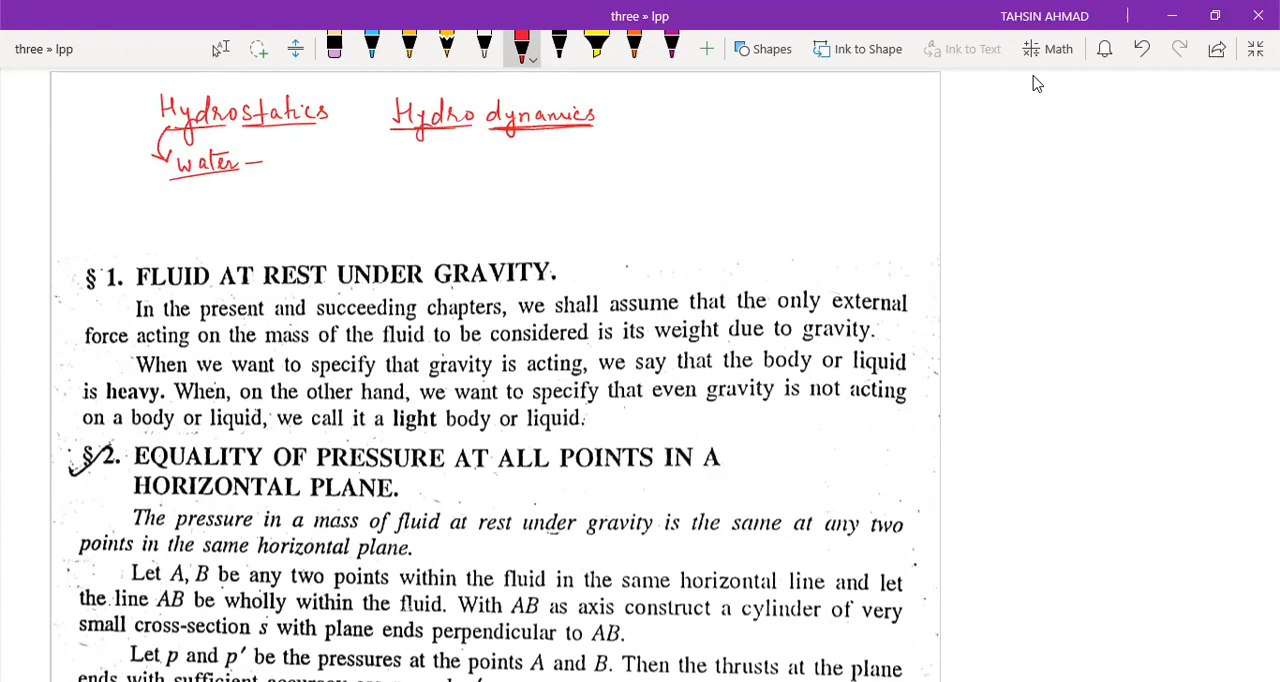 three » lpp
TAHSIN AHMAD
three » lpp
Shapes
Ink to Shape
Ink to Text
Math
Hydrostatics Hydro dynamics
water -
§ 1. FLUID AT REST UNDER GRAVITY.
In the present and succeeding chapters, we shall assume that the only external
force acting on the mass of the fluid to be considered is its weight due to gravity.
When we want to specify that gravity is acting, we say that the body or liquid
is heavy. When, on the other hand, we want to specify that even gravity is not acting
on a body or liquid, we call it a light body or liquid.
§ 2. EQUALITY OF PRESSURE AT ALL POINTS IN A
HORIZONTAL PLANE.
The pressure in a mass of fluid at rest under gravity is the same at any two
points in the same horizontal plane.
Let A, B be any two points within the fluid in the same horizontal line and let
the line AB be wholly within the fluid. With AB as axis construct a cylinder of very
small cross-section s with plane ends perpendicular to AB.
Let p and p′ be the pressures at the points A and B. Then the thrusts at the plane
ends with sufficient accuracy